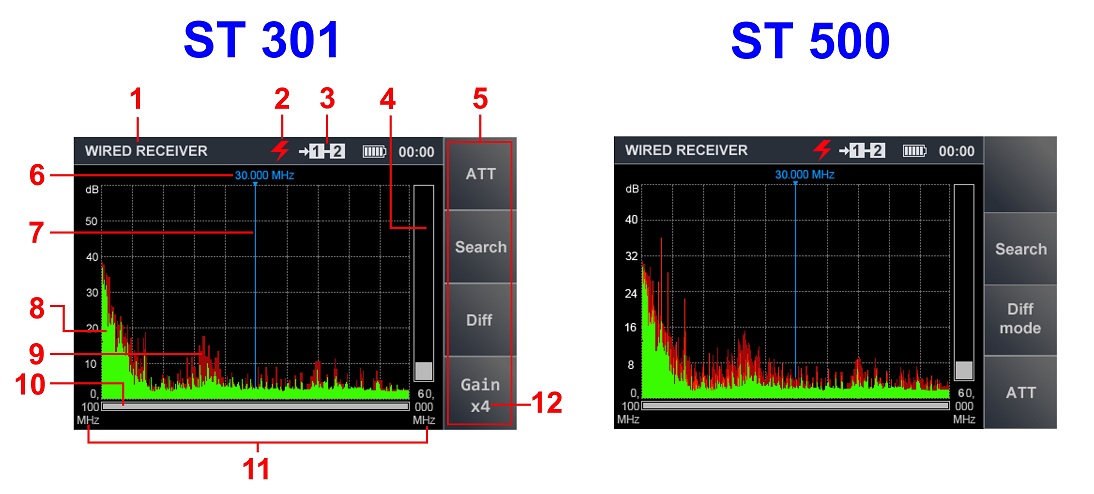 ST 301
ST 500
1
2
3
4
5
WIRED RECEIVER
→1-2
00:00
6
30.000 MHz
ATT
dB
50
7
40
Search
30
8
20
Diff
9
10
10
0,
60,
100
000
MHz
MHz
Gain
x4
12
11
WIRED RECEIVER
→1-2
00:00
30.000 MHz
dB
40
Search
32
24
Diff
mode
16
8
0,
60,
100
000
MHz
MHz
ATT